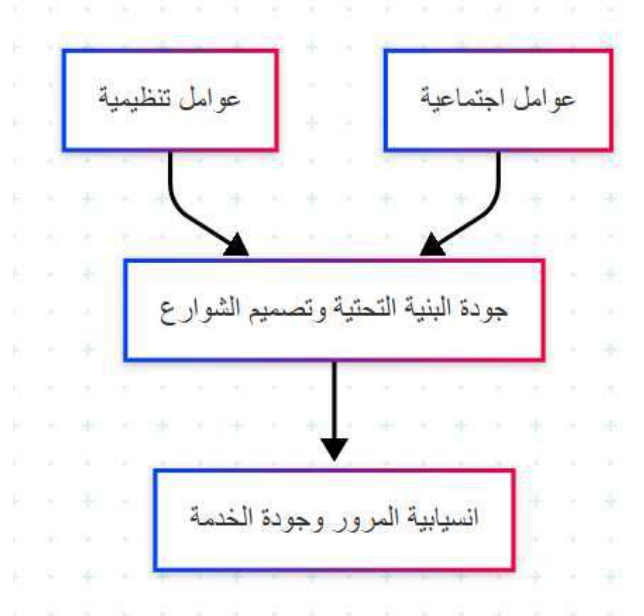 عوامل اجتماعية
عوامل تنظيمية
جودة البنية التحتية وتصميم الشوارع
انسيابية المرور وجودة الخدمة